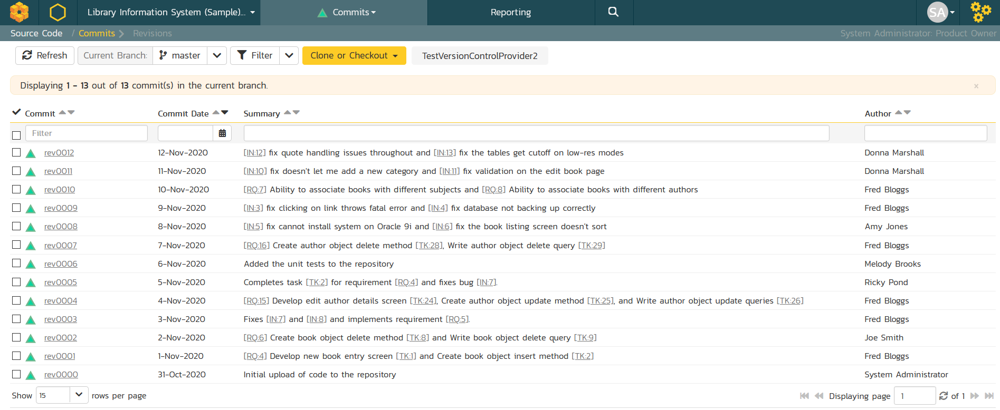 Library Information System (Sample)... Commits Reporting SA
Source Code / Commits Revisions System Administrator: Product Owner
Refresh Current Branch: master Filter Clone or Checkout TestVersionControlProvider2
Displaying 1 - 13 out of 13 commit(s) in the current branch. ×
Commit Commit Date Summary Author
Filter
rev0012 12-Nov-2020 [IN:12] fix quote handling issues throughout and [IN:13] fix the tables get cutoff on low-res modes Donna Marshall
rev0011 11-Nov-2020 [IN:10] fix doesn't let me add a new category and [IN:11] fix validation on the edit book page Donna Marshall
rev0010 10-Nov-2020 [RQ:7] Ability to associate books with different subjects and [RQ:8] Ability to associate books with different authors Fred Bloggs
rev0009 9-Nov-2020 [IN:3] fix clicking on link throws fatal error and [IN:4] fix database not backing up correctly Fred Bloggs
rev0008 8-Nov-2020 [IN:5] fix cannot install system on Oracle 9i and [IN:6] fix the book listing screen doesn't sort Amy Jones
rev0007 7-Nov-2020 [RQ:16] Create author object delete method [TK:28], Write author object delete query [TK:29] Fred Bloggs
rev0006 6-Nov-2020 Added the unit tests to the repository Melody Brooks
rev0005 5-Nov-2020 Completes task [TK:2] for requirement [RQ:4] and fixes bug [IN:7]. Ricky Pond
rev0004 4-Nov-2020 [RQ:15] Develop edit author details screen [TK:24], Create author object update method [TK:25], and Write author object update queries [TK:26] Fred Bloggs
rev0003 3-Nov-2020 Fixes [IN:7] and [IN:8] and implements requirement [RQ:5]. Fred Bloggs
rev0002 2-Nov-2020 [RQ:6] Create book object delete method [TK:8] and Write book object delete query [TK:9] Joe Smith
rev0001 1-Nov-2020 [RQ:4] Develop new book entry screen [TK:1] and Create book object insert method [TK:2] Fred Bloggs
rev0000 31-Oct-2020 Initial upload of code to the repository System Administrator
Show 15 rows per page Displaying page 1 of 1